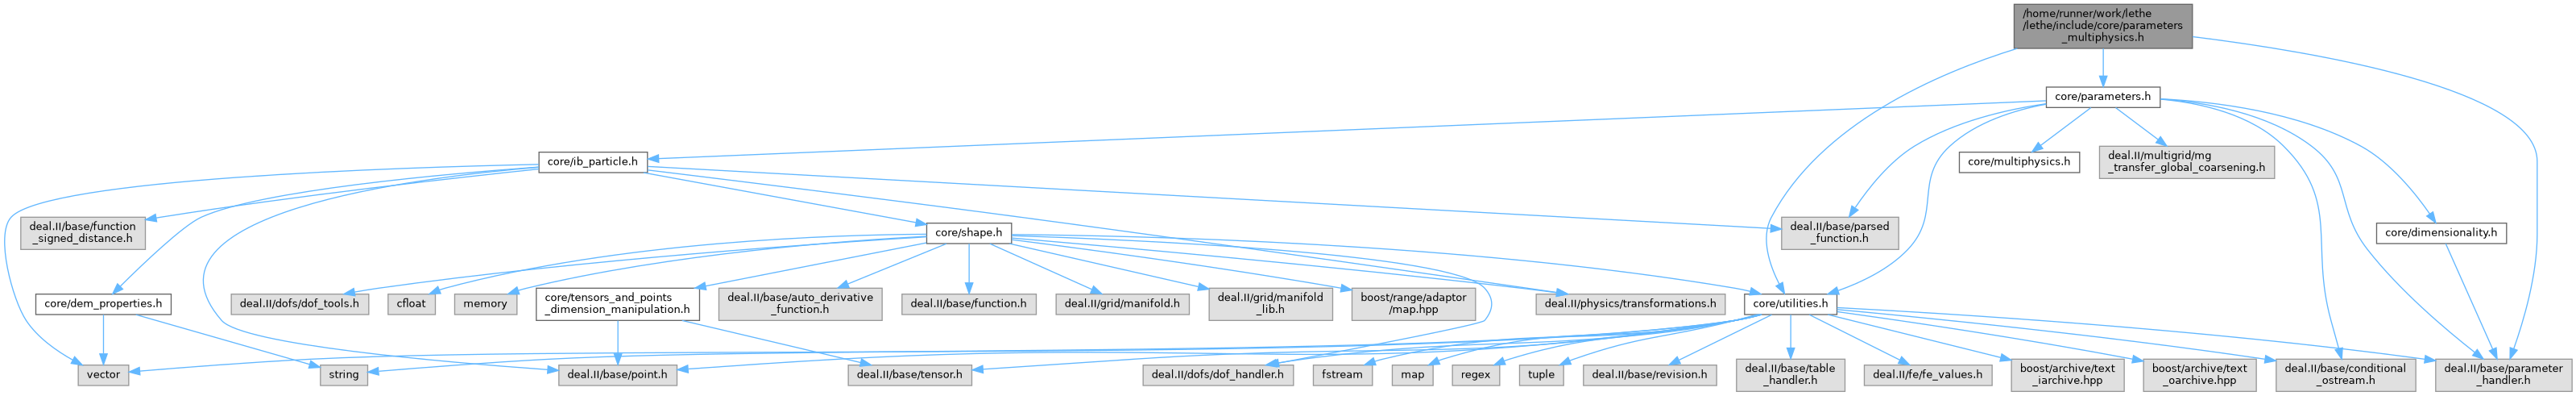 /home/runner/work/lethe
/lethe/include/core/parameters
_multiphysics.h
core/parameters.h
core/ib_particle.h
core/multiphysics.h
deal.II/multigrid/mg
_transfer_global_coarsening.h
deal.II/base/function
_signed_distance.h
core/shape.h
deal.II/base/parsed
_function.h
core/dimensionality.h
core/dem_properties.h
deal.II/dofs/dof_tools.h
cfloat
memory
core/tensors_and_points
_dimension_manipulation.h
deal.II/base/auto_derivative
_function.h
deal.II/base/function.h
deal.II/grid/manifold.h
deal.II/grid/manifold
_lib.h
boost/range/adaptor
/map.hpp
deal.II/physics/transformations.h
core/utilities.h
vector
string
deal.II/base/point.h
deal.II/base/tensor.h
deal.II/dofs/dof_handler.h
fstream
map
regex
tuple
deal.II/base/revision.h
deal.II/base/table
_handler.h
deal.II/fe/fe_values.h
boost/archive/text
_iarchive.hpp
boost/archive/text
_oarchive.hpp
deal.II/base/conditional
_ostream.h
deal.II/base/parameter
_handler.h